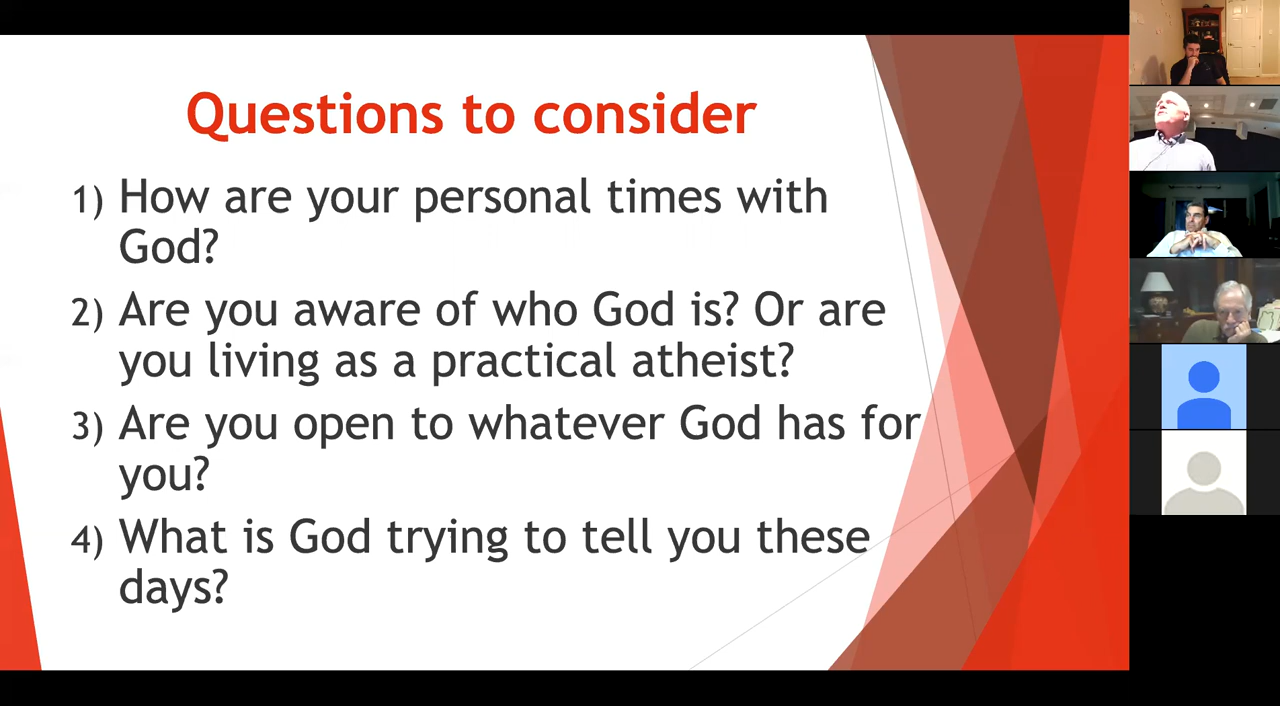 Questions to consider
1) How are your personal times with
God?
2) Are you aware of who God is? Or are
you living as a practical atheist?
3) Are you open to whatever God has for
you?
4) What is God trying to tell you these
days?